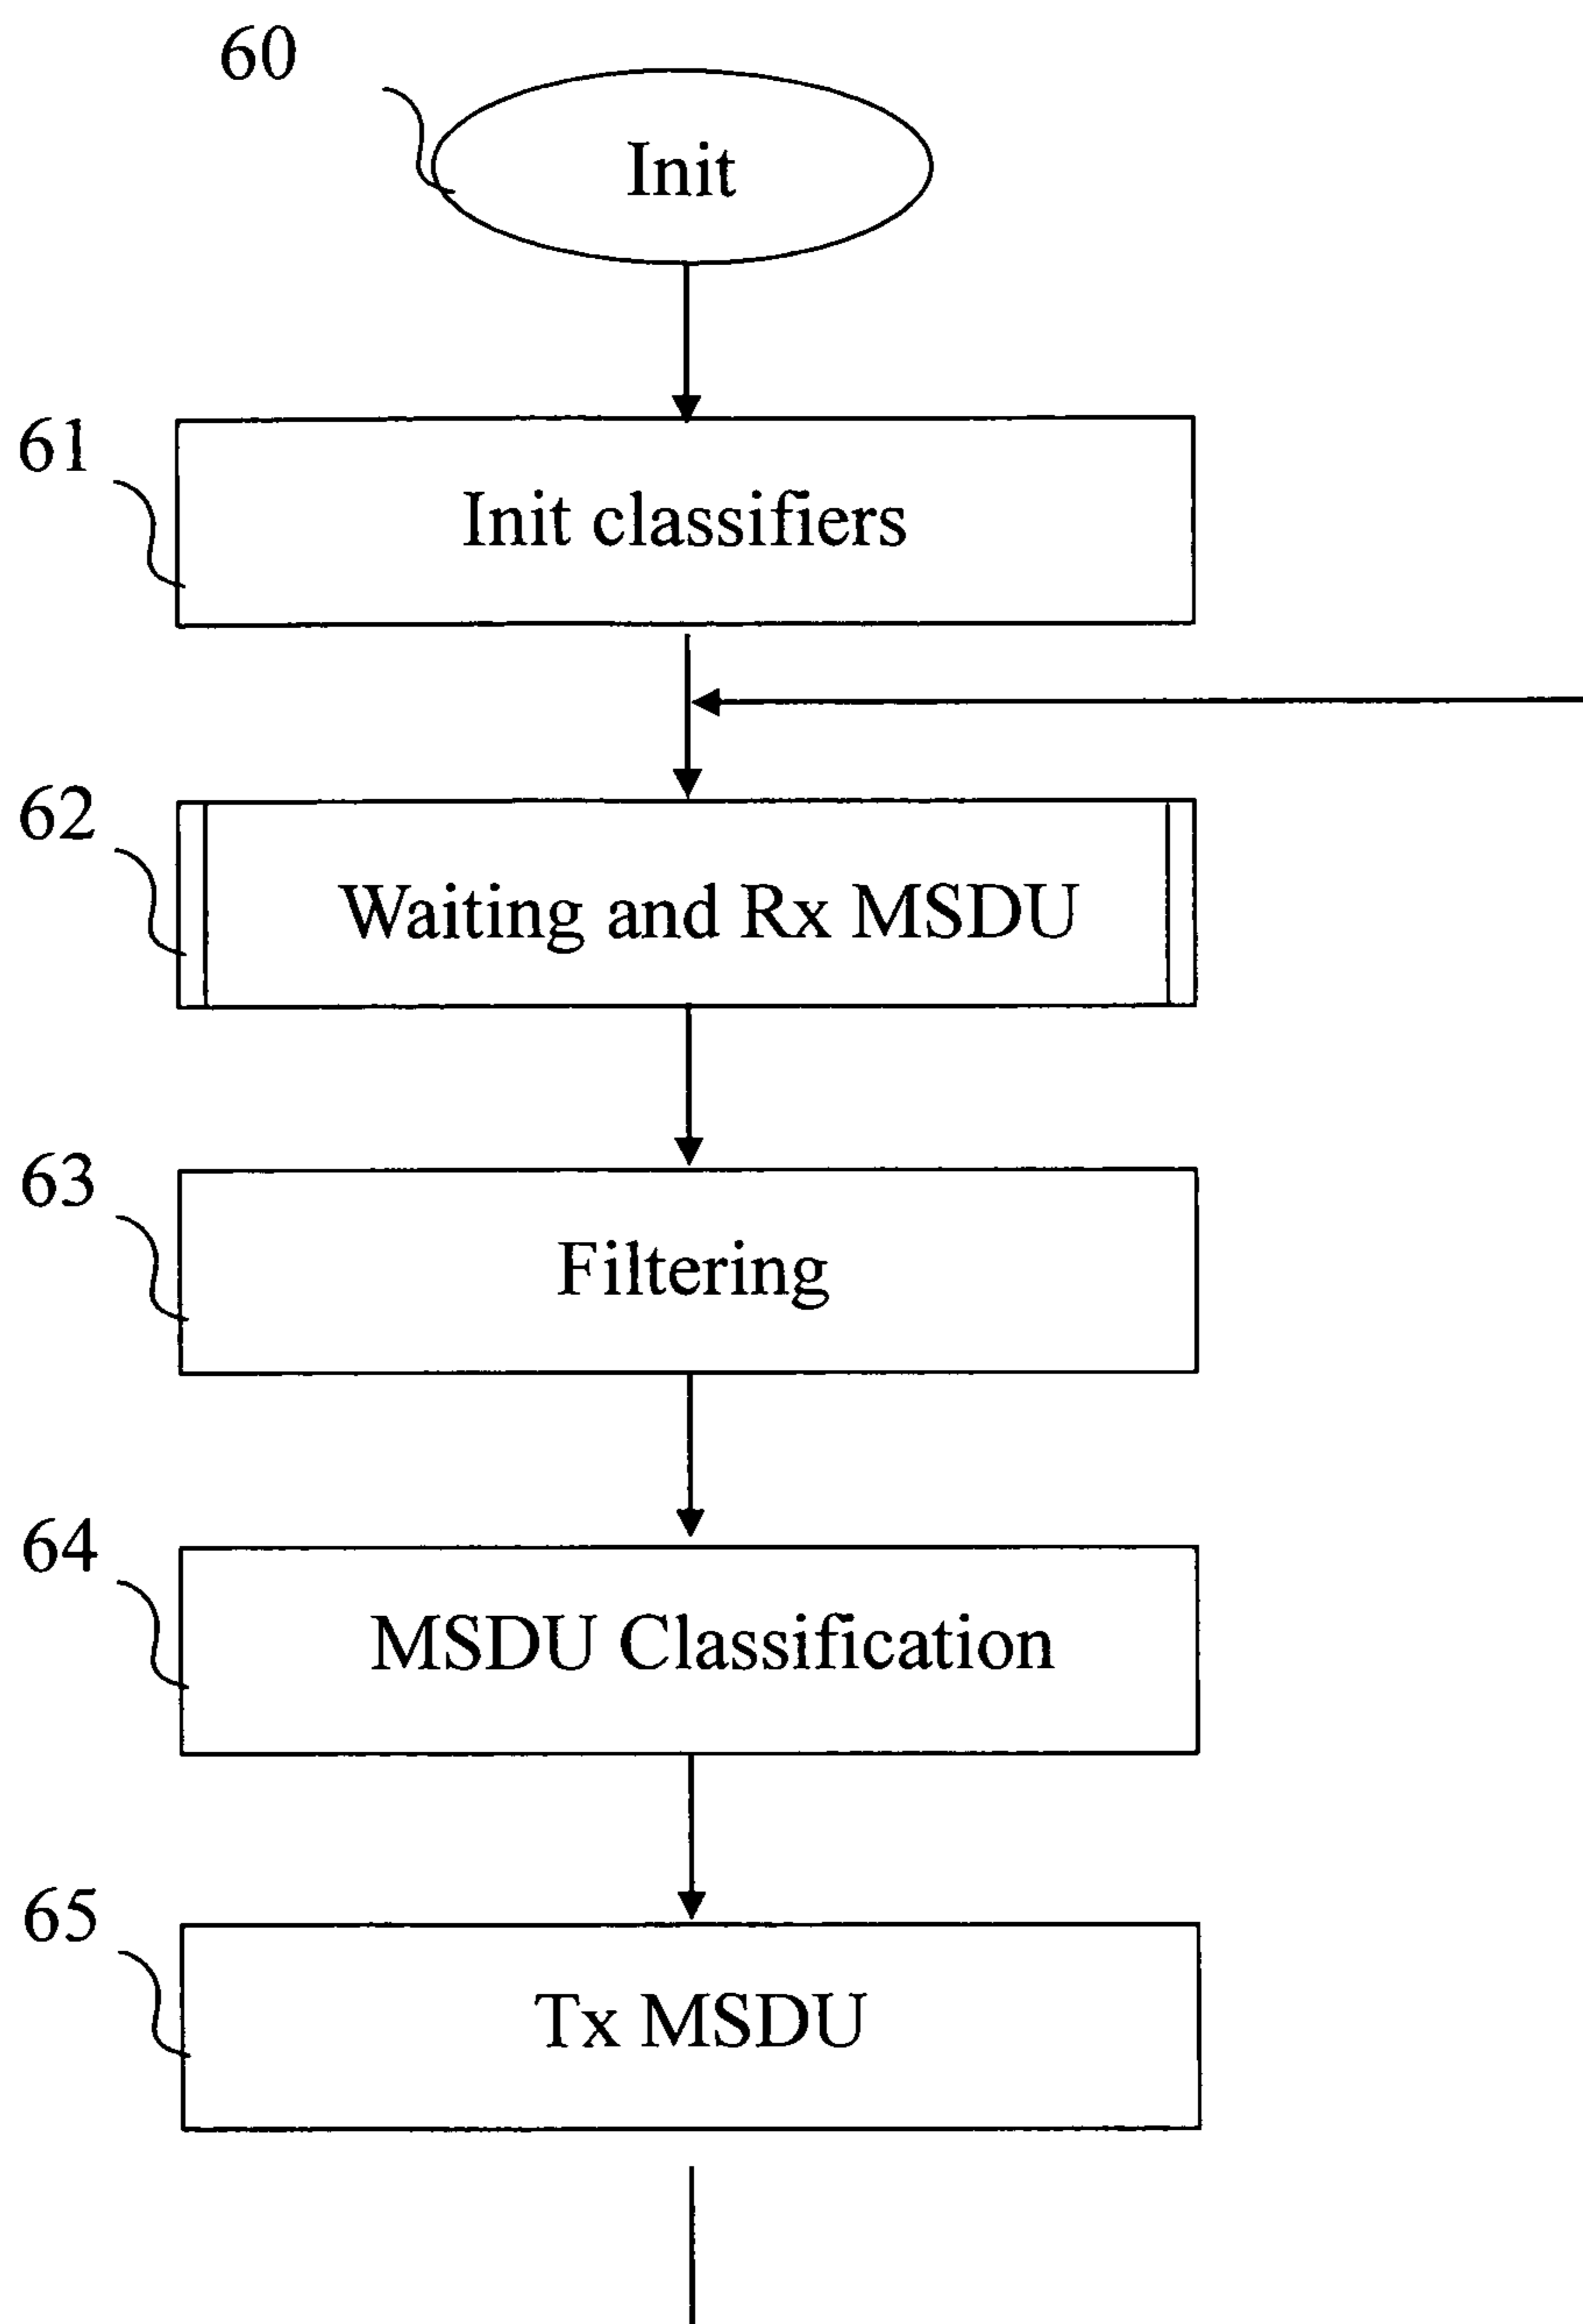 60
Init
61
Init classifiers
62
Waiting and Rx MSDU
63
Filtering
64
MSDU Classification
65
Tx MSDU